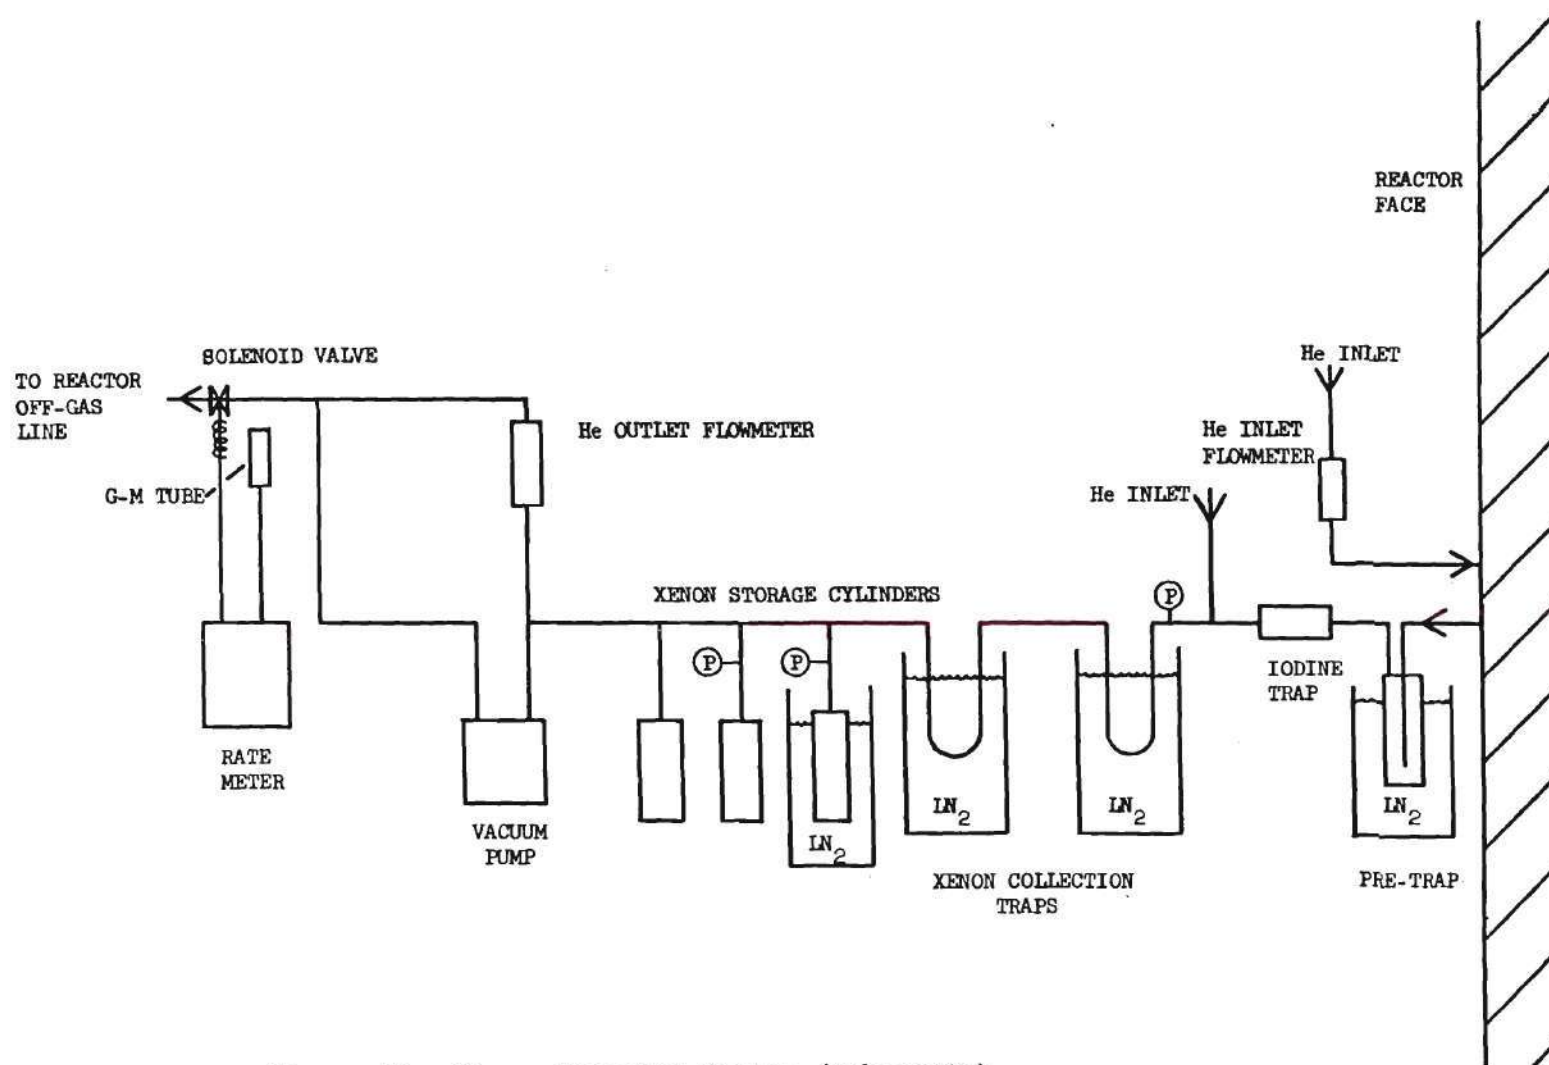 REACTOR
FACE
SOLENOID VALVE
TO REACTOR
OFF-GAS
LINE
G-M TUBE
He OUTLET FLOWMETER
He INLET
He INLET
FLOWMETER
He INLET
XENON STORAGE CYLINDERS
P
P
P
IODINE
TRAP
RATE
METER
VACUUM
PUMP
LN2
LN2
LN2
LN2
XENON COLLECTION
TRAPS
PRE-TRAP